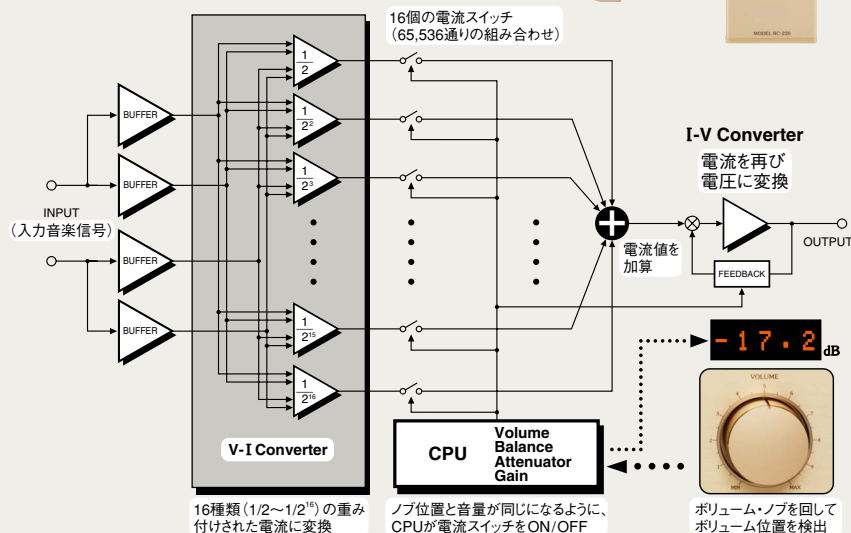 MODEL RC-220
16個の電流スイッチ
(65,536通りの組み合わせ)
BUFFER
BUFFER
BUFFER
BUFFER
INPUT
(入力音楽信号)
1/2
1/2²
1/2³
1/2¹⁵
1/2¹⁶
V-I Converter
16種類(1/2～1/2¹⁶)の重み
付けされた電流に変換
I-V Converter
電流を再び
電圧に変換
電流値を
加算
FEEDBACK
OUTPUT
-17.2 dB
CPU
Volume
Balance
Attenuator
Gain
ノブ位置と音量が同じになるように、
CPUが電流スイッチをON/OFF
VOLUME
1
2
4
5
MIN
MAX
ボリューム・ノブを回して
ボリューム位置を検出